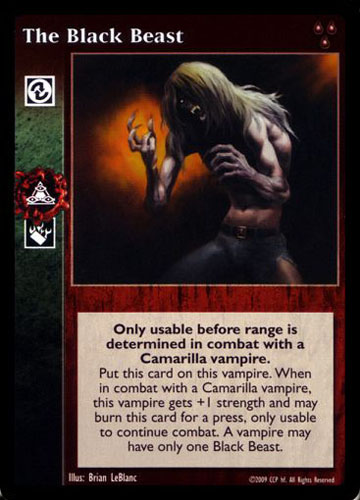 The Black Beast
Only usable before range is
determined in combat with a
Camarilla vampire.
Put this card on this vampire. When
in combat with a Camarilla vampire,
this vampire gets +1 strength and may
burn this card for a press, only usable
to continue combat. A vampire may
have only one Black Beast.
Illus: Brian LeBlanc
©2009 CCP hf. All Rights Reserved